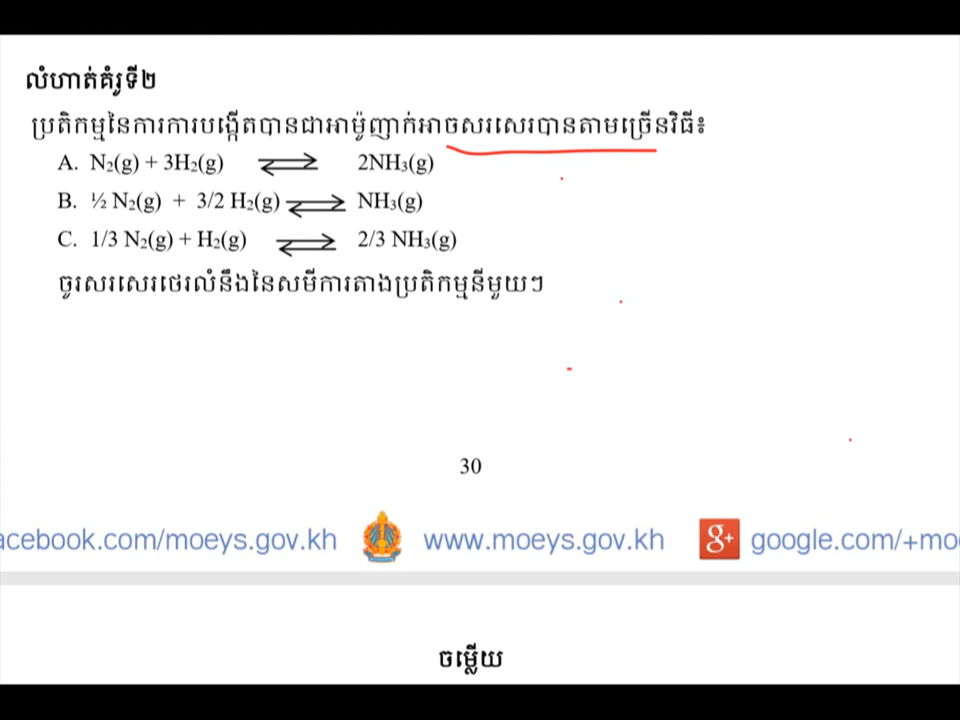 លំហាត់គំរូទី២
ប្រតិកម្មនៃការការបង្កើតបានជាអាម៉ូញាក់អាចសរសេរបានតាមច្រើនវិធី៖
A. N₂(g) + 3H₂(g) ⇌ 2NH₃(g)
B. ½ N₂(g) + 3/2 H₂(g) ⇌ NH₃(g)
C. 1/3 N₂(g) + H₂(g) ⇌ 2/3 NH₃(g)
ចូរសរសេរថេរលំនឹងនៃសមីការតាងប្រតិកម្មនីមួយៗ
30
acebook.com/moeys.gov.kh www.moeys.gov.kh g+ google.com/+mo
ចម្លើយ